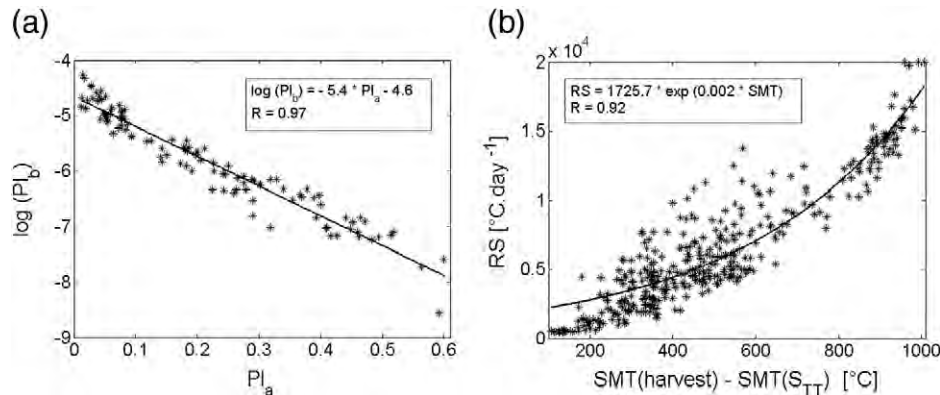 (a)
log (PI_b) = - 5.4 * PI_a - 4.6
R = 0.97
-4
-5
-6
-7
-8
-9
log (PI_b)
0
0.1
0.2
0.3
0.4
0.5
0.6
PI_a
(b)
x 10^4
RS = 1725.7 * exp (0.002 * SMT)
R = 0.92
2
1.5
1
0.5
0
RS [°C.day^-1]
200
400
600
800
1000
SMT(harvest) - SMT(S_TT) [°C]